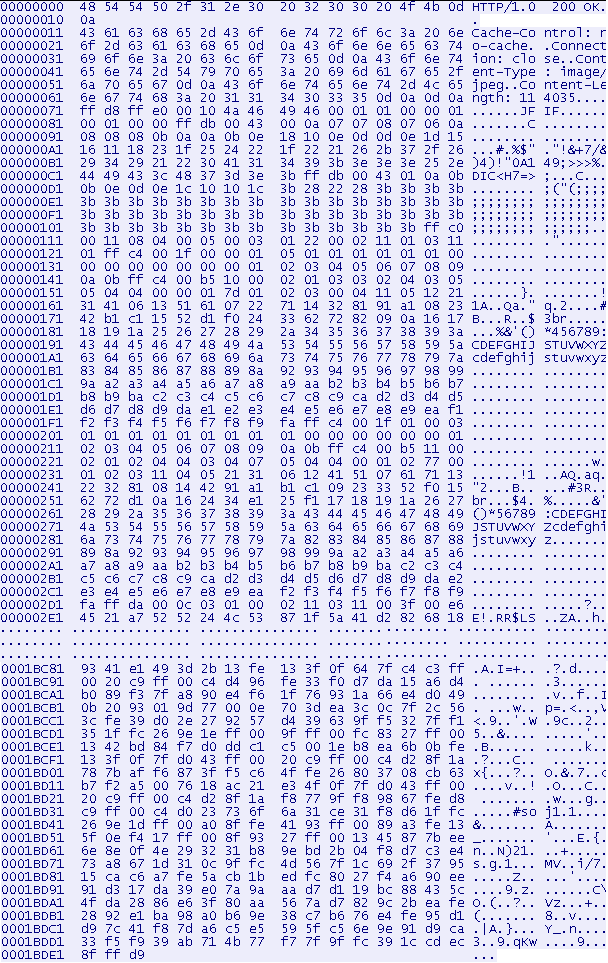 00000000 48 54 54 50 2f 31 2e 30 20 32 30 30 20 4f 4b 0d HTTP/1.0 200 OK.
00000010 0a .
00000011 43 61 63 68 65 2d 43 6f 6e 74 72 6f 6c 3a 20 6e Cache-Control: n
00000021 6f 2d 63 61 63 68 65 0d 0a 43 6f 6e 6e 65 63 74 o-cache. .Connect
00000031 69 6f 6e 3a 20 63 6c 6f 73 65 0d 0a 43 6f 6e 74 ion: clo se..Cont
00000041 65 6e 74 2d 54 79 70 65 3a 20 69 6d 61 67 65 2f ent-Type : image/
00000051 6a 70 65 67 0d 0a 43 6f 6e 74 65 6e 74 2d 4c 65 jpeg..Co ntent-Le
00000061 6e 67 74 68 3a 20 31 31 34 30 33 35 0d 0a 0d 0a ngth: 11 4035....
00000071 ff d8 ff e0 00 10 4a 46 49 46 00 01 01 00 00 01 ......JF IF......
00000081 00 01 00 00 ff db 00 43 00 0a 07 07 08 07 06 0a .......C ........
00000091 08 08 08 0b 0a 0a 0b 0e 18 10 0e 0d 0d 0e 1d 15 ........ ........
000000A1 16 11 18 23 1f 25 24 22 1f 22 21 26 2b 37 2f 26 ...#.%$" ."!&+7/&
000000B1 29 34 29 21 22 30 41 31 34 39 3b 3e 3e 3e 25 2e )4)!"0A1 49;>>>%.
000000C1 44 49 43 3c 48 37 3d 3e 3b ff db 00 43 01 0a 0b DIC<H7=> ;...C...
000000D1 0b 0e 0d 0e 1c 10 10 1c 3b 28 22 28 3b 3b 3b 3b ........ ;("(;;;;
000000E1 3b 3b 3b 3b 3b 3b 3b 3b 3b 3b 3b 3b 3b 3b 3b 3b ;;;;;;;; ;;;;;;;;
000000F1 3b 3b 3b 3b 3b 3b 3b 3b 3b 3b 3b 3b 3b 3b 3b 3b ;;;;;;;; ;;;;;;;;
00000101 3b 3b 3b 3b 3b 3b 3b 3b 3b 3b 3b 3b 3b 3b ff c0 ;;;;;;;; ;;;;;;..
00000111 00 11 08 04 00 05 00 03 01 22 00 02 11 01 03 11 ........ ."......
00000121 01 ff c4 00 1f 00 00 01 05 01 01 01 01 01 01 00 ........ ........
00000131 00 00 00 00 00 00 00 01 02 03 04 05 06 07 08 09 ........ ........
00000141 0a 0b ff c4 00 b5 10 00 02 01 03 03 02 04 03 05 ........ ........
00000151 05 04 04 00 00 01 7d 01 02 03 00 04 11 05 12 21 ......}. .......!
00000161 31 41 06 13 51 61 07 22 71 14 32 81 91 a1 08 23 1A..Qa." q.2....#
00000171 42 b1 c1 15 52 d1 f0 24 33 62 72 82 09 0a 16 17 B...R..$ 3br.....
00000181 18 19 1a 25 26 27 28 29 2a 34 35 36 37 38 39 3a ...%&'() *456789:
00000191 43 44 45 46 47 48 49 4a 53 54 55 56 57 58 59 5a CDEFGHIJ STUVWXYZ
000001A1 63 64 65 66 67 68 69 6a 73 74 75 76 77 78 79 7a cdefghij stuvwxyz
000001B1 83 84 85 86 87 88 89 8a 92 93 94 95 96 97 98 99 ........ ........
000001C1 9a a2 a3 a4 a5 a6 a7 a8 a9 aa b2 b3 b4 b5 b6 b7 ........ ........
000001D1 b8 b9 ba c2 c3 c4 c5 c6 c7 c8 c9 ca d2 d3 d4 d5 ........ ........
000001E1 d6 d7 d8 d9 da e1 e2 e3 e4 e5 e6 e7 e8 e9 ea f1 ........ ........
000001F1 f2 f3 f4 f5 f6 f7 f8 f9 fa ff c4 00 1f 01 00 03 ........ ........
00000201 01 01 01 01 01 01 01 01 01 00 00 00 00 00 00 01 ........ ........
00000211 02 03 04 05 06 07 08 09 0a 0b ff c4 00 b5 11 00 ........ ........
00000221 02 01 02 04 04 03 04 07 05 04 04 00 01 02 77 00 ........ ......w.
00000231 01 02 03 11 04 05 21 31 06 12 41 51 07 61 71 13 ......!1 ..AQ.aq.
00000241 22 32 81 08 14 42 91 a1 b1 c1 09 23 33 52 f0 15 "2...B.. ...#3R..
00000251 62 72 d1 0a 16 24 34 e1 25 f1 17 18 19 1a 26 27 br...$4. %.....&'
00000261 28 29 2a 35 36 37 38 39 3a 43 44 45 46 47 48 49 ()*56789 :CDEFGHI
00000271 4a 53 54 55 56 57 58 59 5a 63 64 65 66 67 68 69 JSTUVWXY Zcdefghi
00000281 6a 73 74 75 76 77 78 79 7a 82 83 84 85 86 87 88 jstuvwxy z.......
00000291 89 8a 92 93 94 95 96 97 98 99 9a a2 a3 a4 a5 a6 ........ ........
000002A1 a7 a8 a9 aa b2 b3 b4 b5 b6 b7 b8 b9 ba c2 c3 c4 ........ ........
000002B1 c5 c6 c7 c8 c9 ca d2 d3 d4 d5 d6 d7 d8 d9 da e2 ........ ........
000002C1 e3 e4 e5 e6 e7 e8 e9 ea f2 f3 f4 f5 f6 f7 f8 f9 ........ ........
000002D1 fa ff da 00 0c 03 01 00 02 11 03 11 00 3f 00 e6 ........ .....?..
000002E1 45 21 a7 52 52 24 4c 53 87 1f 5a 41 d2 82 68 18 E!.RR$LS ..ZA..h.
0001BC81 93 41 e1 49 3d 2b 13 fe 13 3f 0f 64 7f c4 c3 ff .A.I=+.. .?.d....
0001BC91 00 20 c9 ff 00 c4 d4 96 fe 33 f0 d7 da 15 a6 d4
0001BCA1 b0 89 f3 7f a8 90 e4 f6 1f 76 93 1a 66 e4 d0 49
0001BCB1 0b 20 93 01 9d 77 00 0e 70 3d ea 3c 0c 7f 2c 56
0001BCC1 3c fe 39 d0 2e 27 92 57 d4 39 63 9f f5 32 7f f1
0001BCD1 35 1f fc 26 9e 1e ff 00 9f ff 00 fc 83 27 ff 00
0001BCE1 13 42 bd 84 f7 d0 dd c1 c5 00 1e b8 ea 6b 0b fe
0001BCF1 13 3f 0f 7f d0 43 ff 00 20 c9 ff 00 c4 d2 8f 1a
0001BD01 78 7b af f6 87 3f f5 c6 4f fe 26 80 37 08 cb 63
0001BD11 b7 f2 a5 00 76 18 ac 21 e3 4f 0f 7f d0 43 ff 00
0001BD21 20 c9 ff 00 c4 d2 8f 1a f8 77 9f f8 98 67 fe d8
0001BD31 c9 ff 00 c4 d0 23 73 6f 6a 31 ce 31 f8 d6 1f fc
0001BD41 26 9e 1d ff 00 a0 8f fe 41 93 ff 00 89 a3 fe 13
0001BD51 5f 0e f4 17 ff 00 8f 93 27 ff 00 13 45 87 7b ee
0001BD61 6e 8e 0f 4e 29 32 31 b8 9e bd 2b 04 f8 d7 c3 e4
0001BD71 73 a8 67 1d 31 0c 9f fc 4d 56 7f 1c 69 2f 37 95
0001BD81 15 ca c6 a7 fe 5a cb 1b ed fc 80 27 f4 a6 90 ee
0001BD91 91 d3 17 da 39 e0 7a 9a aa d7 d1 19 bc 88 43 5c
0001BDA1 4f da 28 86 e6 3f 80 aa 56 7a d7 82 9c 2b ea fe
0001BDB1 28 92 e1 ba 98 a0 b6 9e 38 c7 b6 76 e4 fe 95 d1
0001BDC1 d9 7c 41 f8 7d a6 c5 e5 59 5f c5 6e 9e 91 d9 ca
0001BDD1 33 f5 f9 39 ab 71 4b 77 f7 7f 9f fc 39 1c cd ec 3..9.qKw ....9...
0001BDE1 8f ff d9 ...